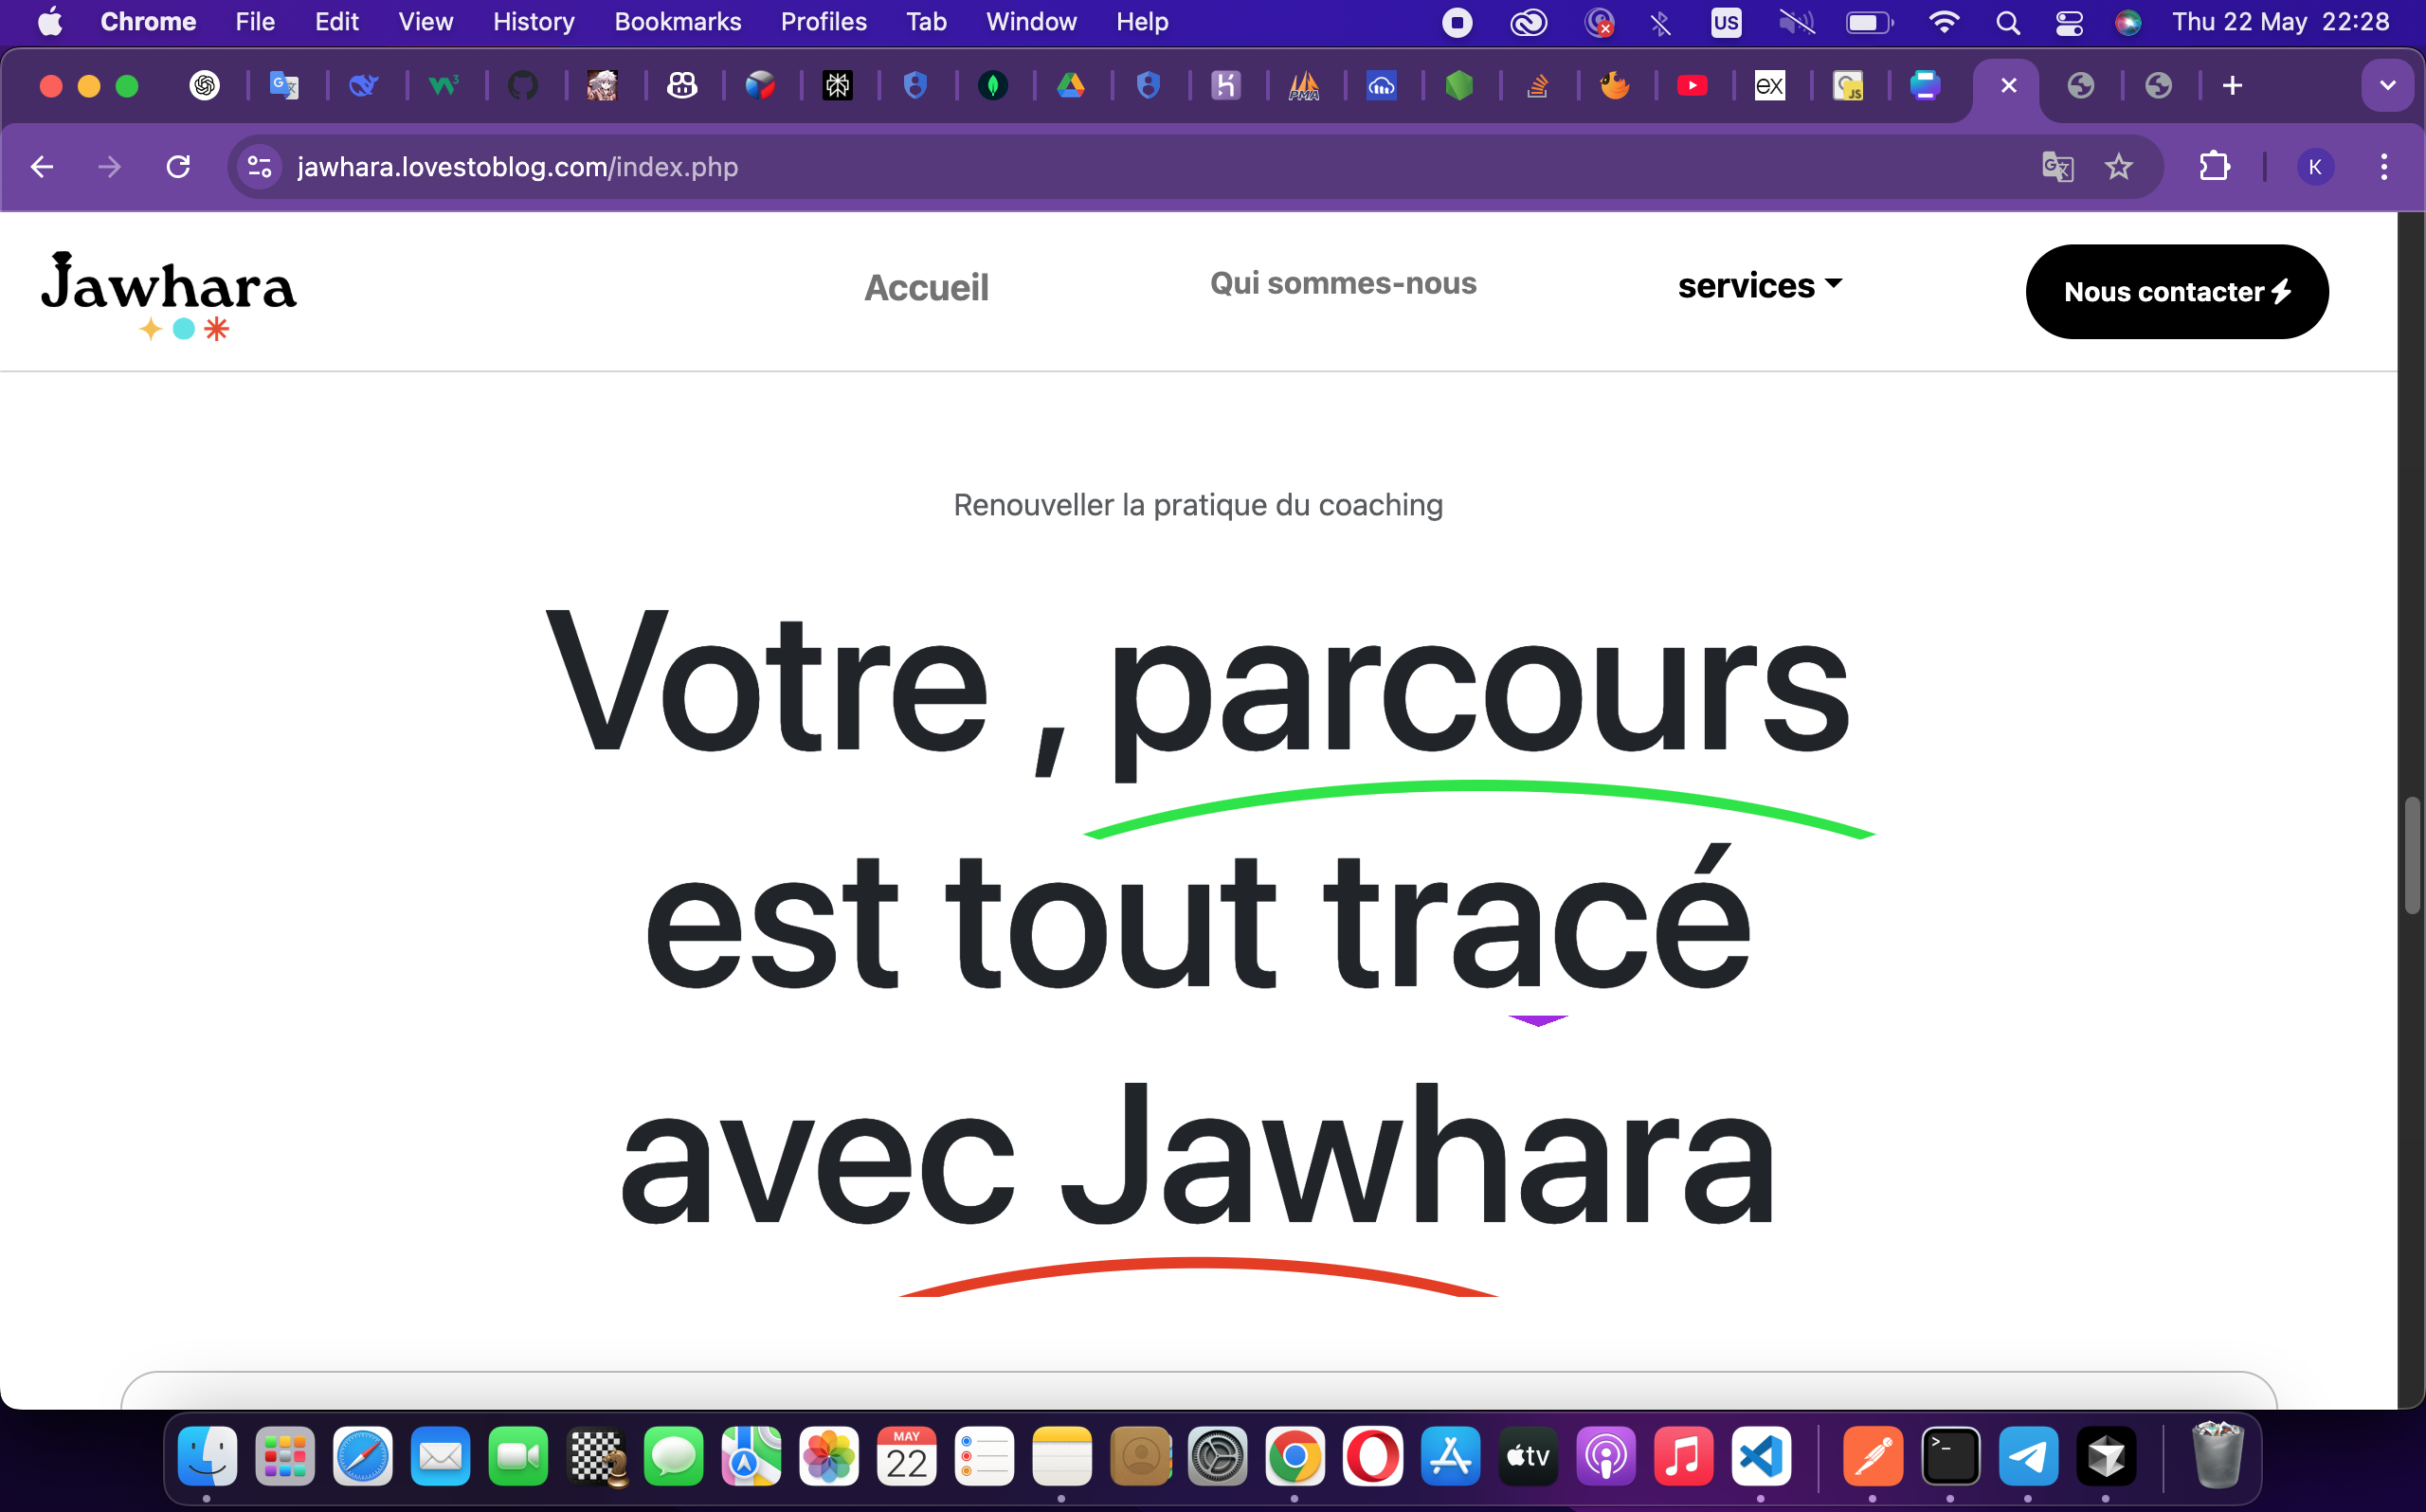 Chrome File Edit View History Bookmarks Profiles Tab Window Help US Thu 22 May 22:28
jawhara.lovestoblog.com/index.php K
Jawhara Accueil Qui sommes-nous services Nous contacter
Renouveller la pratique du coaching
Votre , parcours
est tout tracé
avec Jawhara
MAY
22
tv